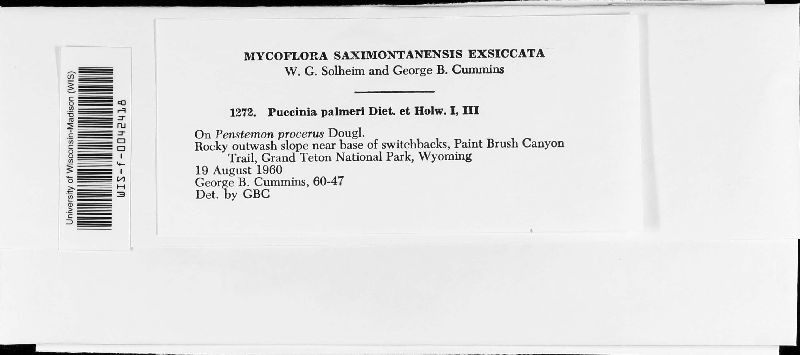 MYCOFLORA SAXIMONTANENSIS EXSICCATA
W. G. Solheim and George B. Cummins
1272. Puccinia palmeri Diet. et Holw. I, III
On Penstemon procerus Dougl.
Rocky outwash slope near base of switchbacks, Paint Brush Canyon
Trail, Grand Teton National Park, Wyoming
19 August 1960
George B. Cummins, 60-47
Det. by GBC
University of Wisconsin-Madison (WIS)
WIS-f-0042418